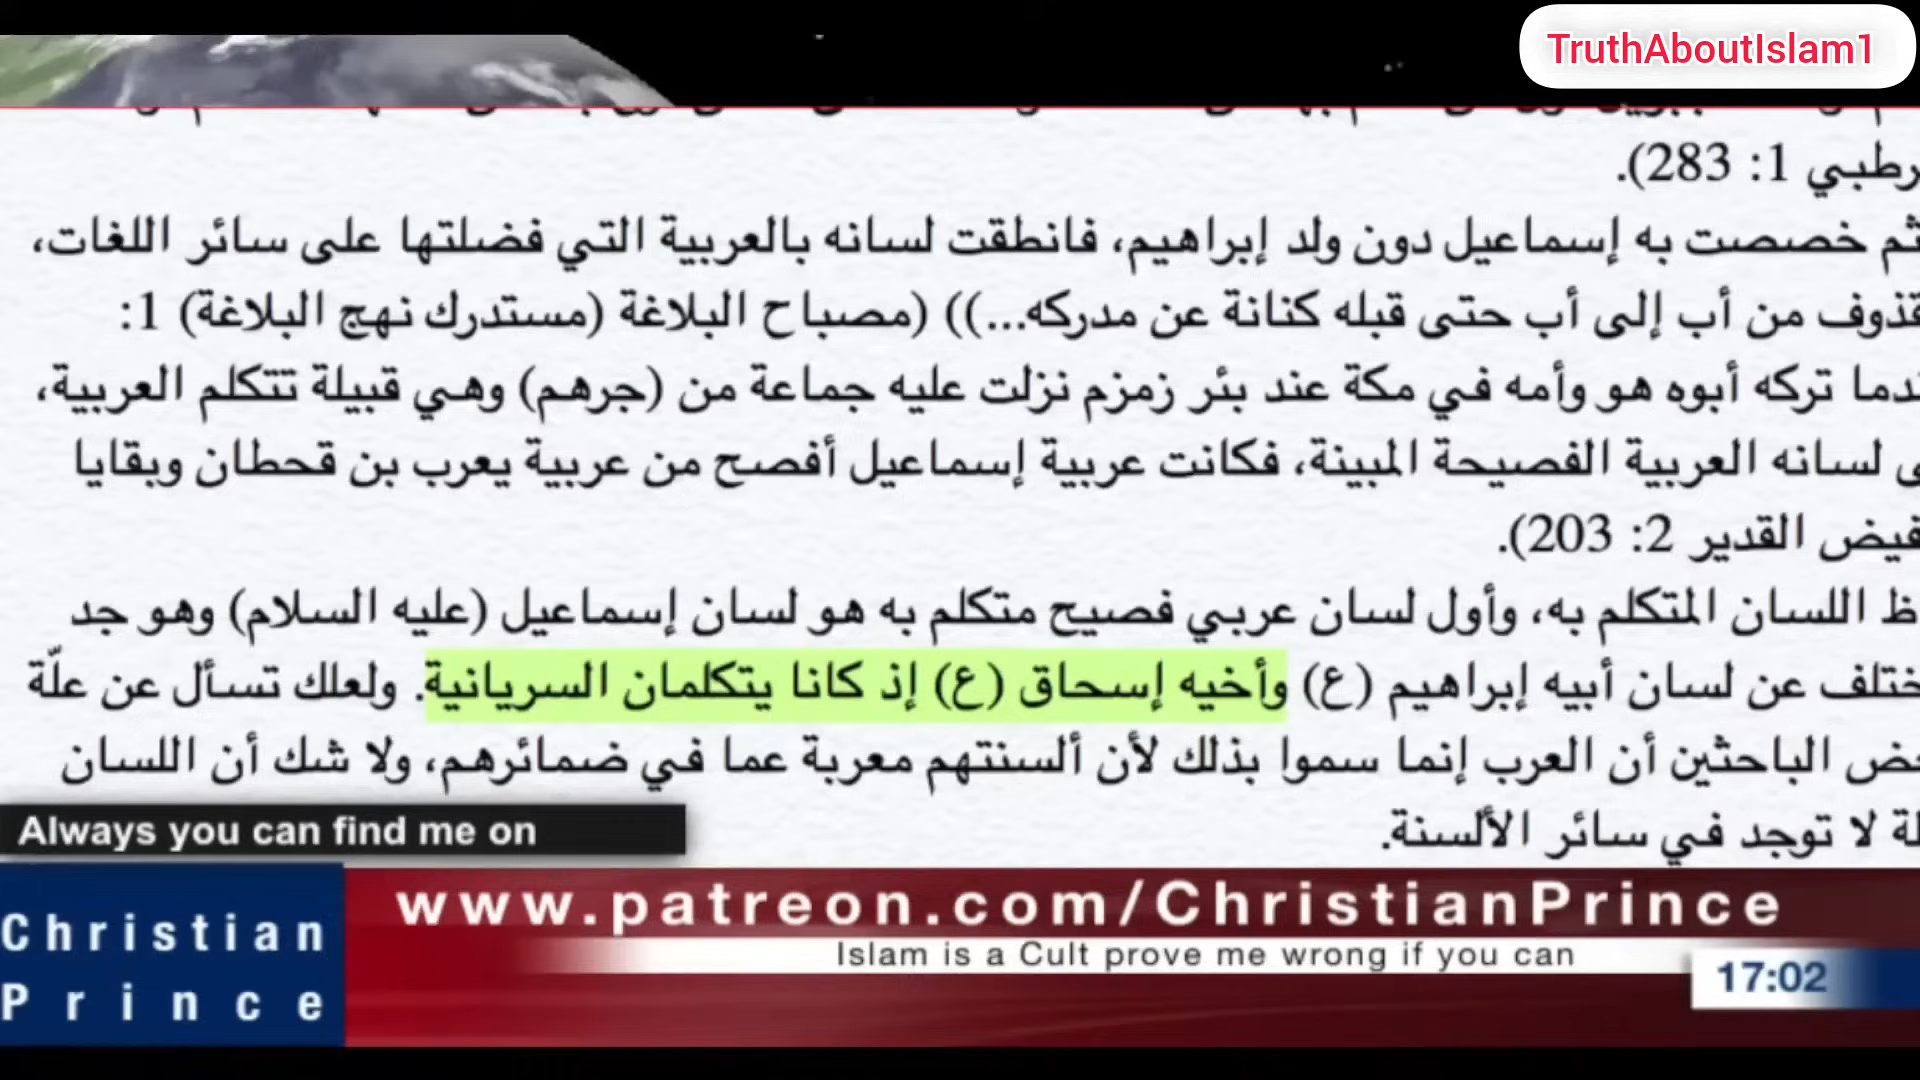 TruthAboutIslam1
رطبي 1: 283).
ثم خصصت به إسماعيل دون ولد إبراهيم، فانطقت لسانه بالعربية التي فضلتها على سائر اللغات،
من أب إلى أب حتى قبله كنانة عن مدركه...)) (مصباح البلاغة (مستدرك نهج البلاغة) 1:
تركه أبوه هو وأمه في مكة عند بئر زمزم نزلت عليه جماعة من (جرهم) وهي قبيلة تتكلم العربية،
لسانه العربية الفصيحة المبينة، فكانت عربية إسماعيل أفصح من عربية يعرب بن قحطان وبقايا
فيض القدير 2: 203).
اللسان المتكلم به، وأول لسان عربي فصيح متكلم به هو لسان إسماعيل (عليه السلام) وهو جد
عن لسان أبيه إبراهيم (ع) وأخيه إسحاق (ع) إذ كانا يتكلمان السريانية. ولعلك تسأل عن علّة
الباحثين أن العرب إنما سموا بذلك لأن ألسنتهم معربة عما في ضمائرهم، ولا شك أن اللسان
لا توجد في سائر الألسنة.
Always you can find me on
www.patreon.com/ChristianPrince
Christian
Prince
Islam is a Cult prove me wrong if you can
17:02